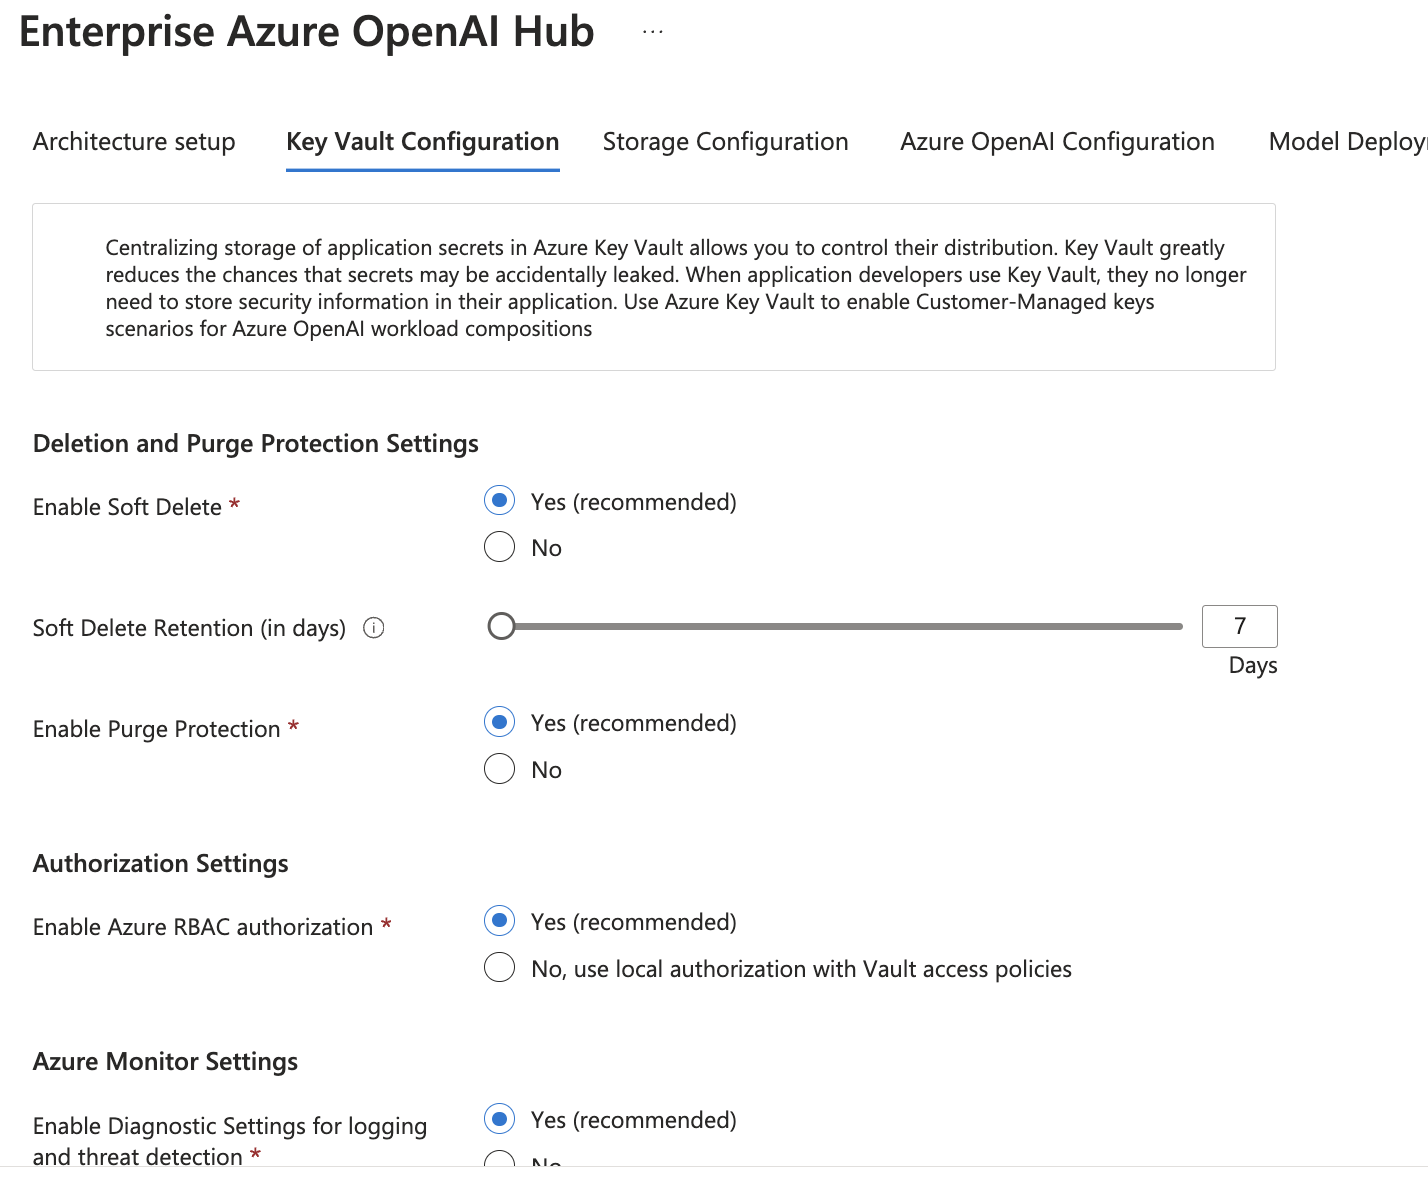 Enterprise Azure OpenAI Hub ...
Architecture setup Key Vault Configuration Storage Configuration Azure OpenAI Configuration Model Deploy
Centralizing storage of application secrets in Azure Key Vault allows you to control their distribution. Key Vault greatly
reduces the chances that secrets may be accidentally leaked. When application developers use Key Vault, they no longer
need to store security information in their application. Use Azure Key Vault to enable Customer-Managed keys
scenarios for Azure OpenAI workload compositions
Deletion and Purge Protection Settings
Enable Soft Delete *
Yes (recommended)
No
Soft Delete Retention (in days)
7
Days
Enable Purge Protection *
Yes (recommended)
No
Authorization Settings
Enable Azure RBAC authorization *
Yes (recommended)
No, use local authorization with Vault access policies
Azure Monitor Settings
Enable Diagnostic Settings for logging
and threat detection *
Yes (recommended)
No